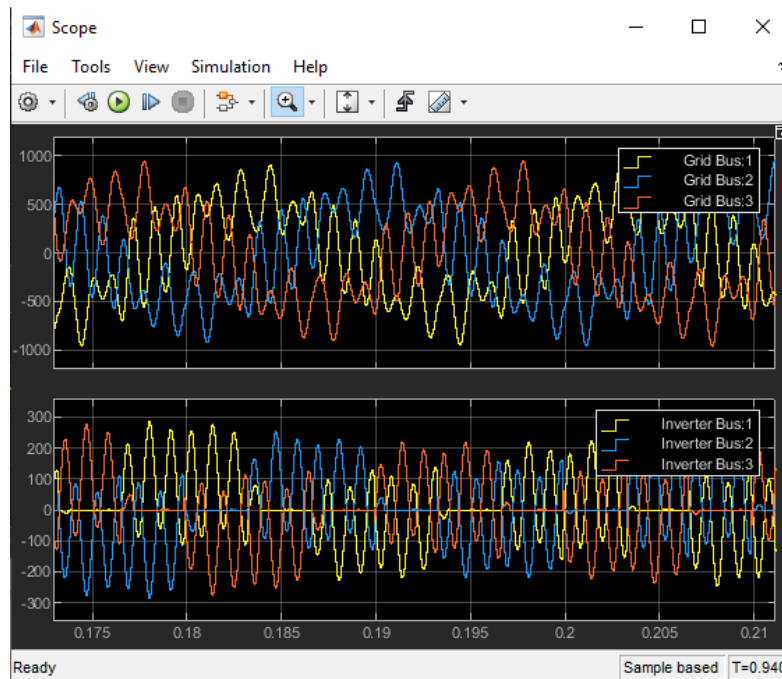 Scope
File Tools View Simulation Help
Grid Bus:1
Grid Bus:2
Grid Bus:3
1000
500
0
-500
-1000
Inverter Bus:1
Inverter Bus:2
Inverter Bus:3
300
200
100
0
-100
-200
-300
0.175 0.18 0.185 0.19 0.195 0.2 0.205 0.21
Ready Sample based T=0.940